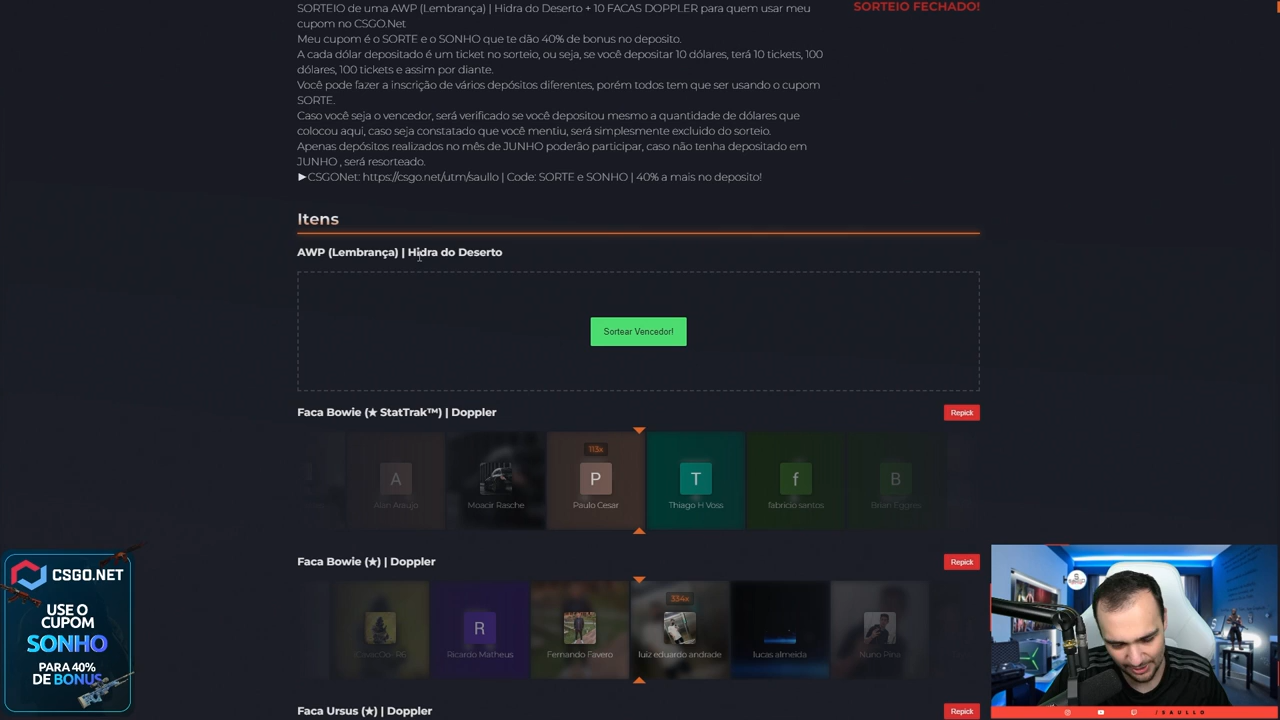 SORTEIO de uma AWP (Lembrança) | Hidra do Deserto + 10 FACAS DOPPLER para quem usar meu
cupom no CSGO.Net
Meu cupom é o SORTE e o SONHO que te dão 40% de bonus no deposito.
A cada dólar depositado é um ticket no sorteio, ou seja, se você depositar 10 dólares, terá 10 tickets, 100
dólares, 100 tickets e assim por diante.
Você pode fazer a inscrição de vários depósitos diferentes, porém todos tem que ser usando o cupom
SORTE.
Caso você seja o vencedor, será verificado se você depositou mesmo a quantidade de dólares que
colocou aqui, caso seja constatado que você mentiu, será simplesmente excluido do sorteio.
Apenas depósitos realizados no mês de JUNHO poderão participar, caso não tenha depositado em
JUNHO , será resorteado.
►CSGONet: https://csgo.net/utm/saullo | Code: SORTE e SONHO | 40% a mais no deposito!
SORTEIO FECHADO!
Itens
AWP (Lembrança) | Hidra do Deserto
Sortear Vencedor!
Faca Bowie (★ StatTrak™) | Doppler
Repick
113x
A
P
T
f
B
Alan Araujo
Moacir Rasche
Paulo Cesar
Thiago H Voss
fabricio santos
Faca Bowie (★) | Doppler
Repick
334x
R
Ricardo Matheus
Fernando Favero
luiz eduardo andrade
lucas almeida
Nuno Pina
Faca Ursus (★) | Doppler
Repick
CSGO.NET
USE O
CUPOM
SONHO
PARA 40%
DE BONUS
/SAULLO